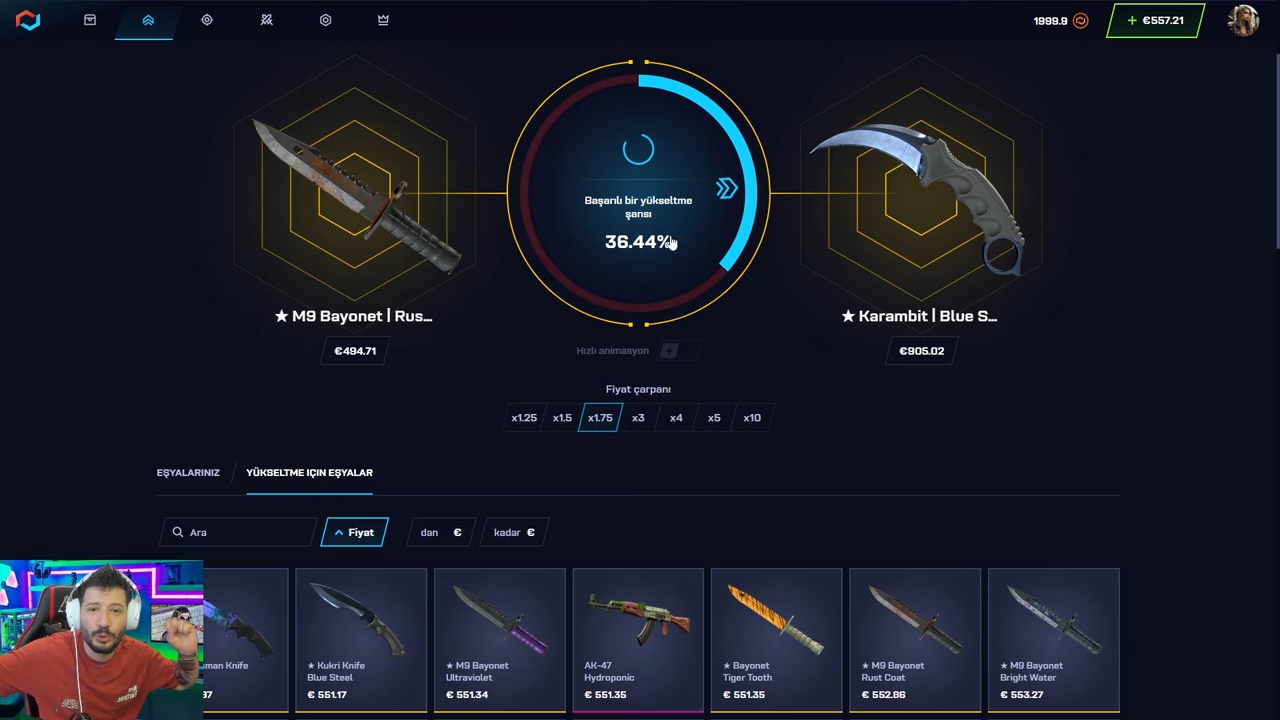 1999.9
+ €557.21
Başarılı bir yükseltme
şansı
36.44%
★ M9 Bayonet | Rus...
★ Karambit | Blue S...
€494.71
€905.02
Hızlı animasyon
Fiyat çarpanı
x1.25 x1.5 x1.75 x3 x4 x5 x10
EŞYALARINIZ
YÜKSELTME IÇIN EŞYALAR
Ara
Fiyat
dan €
kadar €
sman Knife
★ Kukri Knife
Blue Steel
€ 551.17
★ M9 Bayonet
Ultraviolet
€ 551.34
AK-47
Hydroponic
€ 551.35
★ Bayonet
Tiger Tooth
€ 551.35
★ M9 Bayonet
Rust Coat
€ 552.86
★ M9 Bayonet
Bright Water
€ 553.27